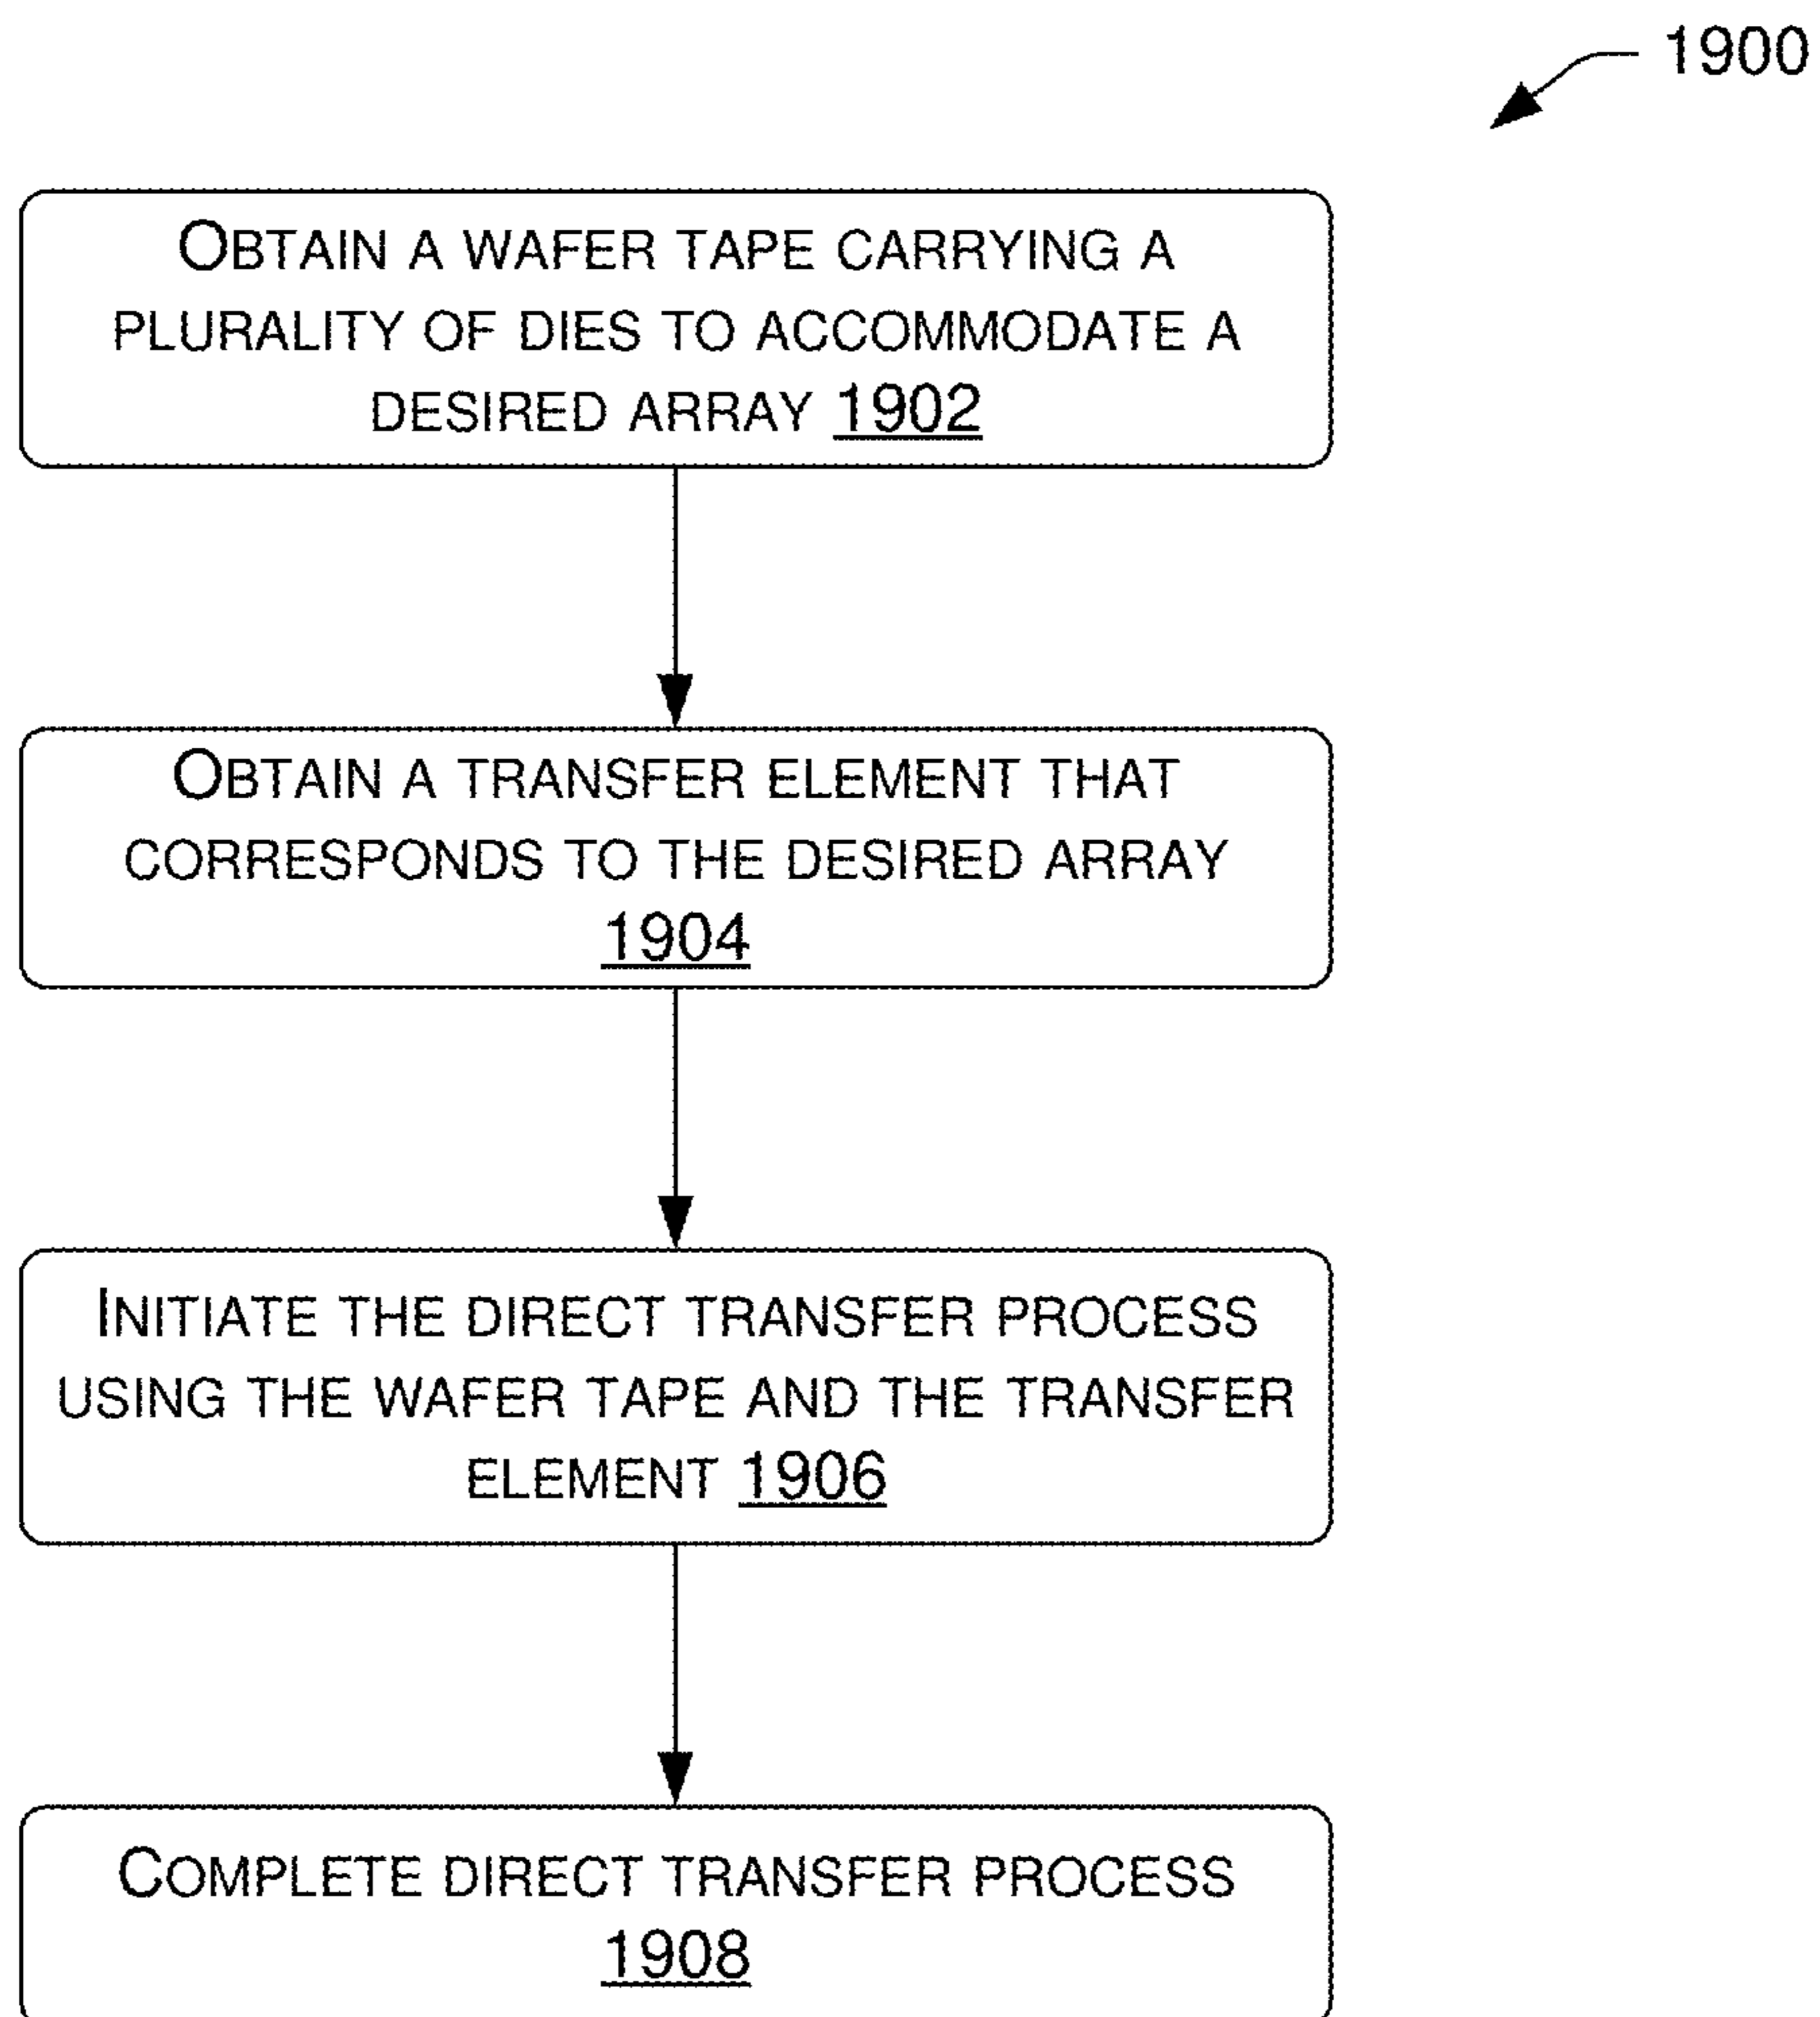 1900
OBTAIN A WAFER TAPE CARRYING A
PLURALITY OF DIES TO ACCOMMODATE A
DESIRED ARRAY 1902
OBTAIN A TRANSFER ELEMENT THAT
CORRESPONDS TO THE DESIRED ARRAY
1904
INITIATE THE DIRECT TRANSFER PROCESS
USING THE WAFER TAPE AND THE TRANSFER
ELEMENT 1906
COMPLETE DIRECT TRANSFER PROCESS
1908